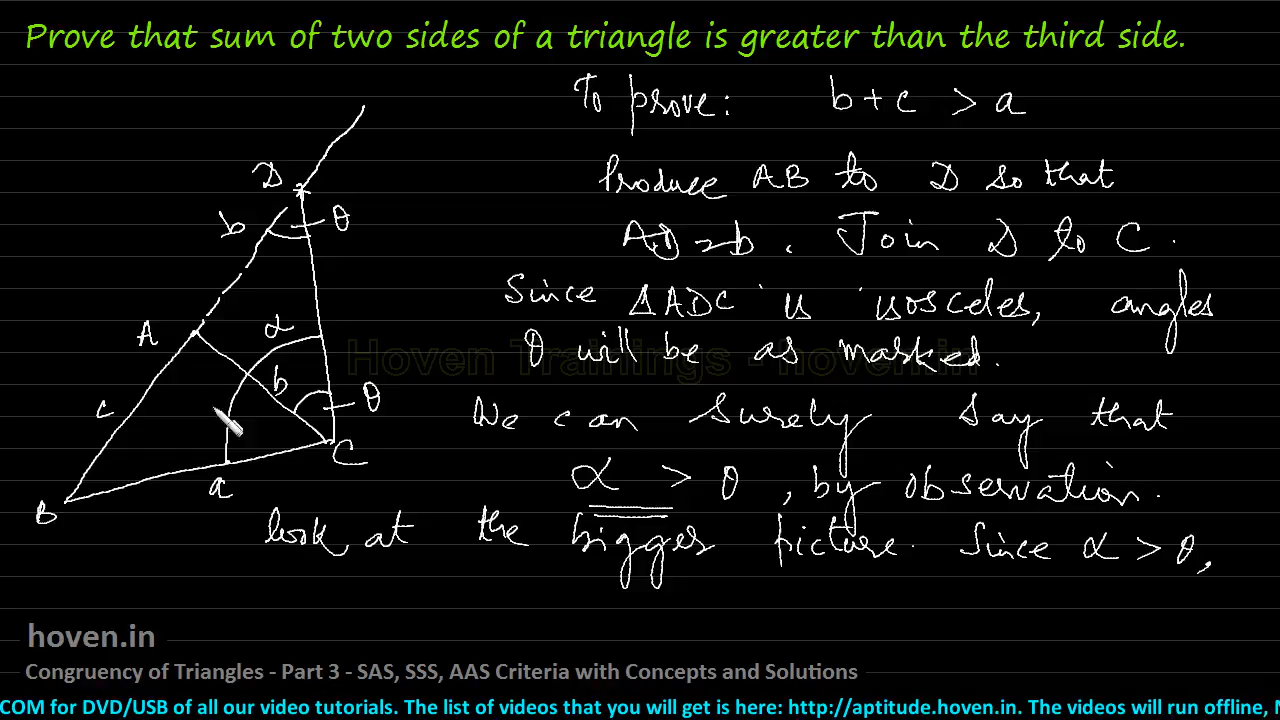 Prove that sum of two sides of a triangle is greater than the third side.
To prove: b+c > a
Produce AB to D so that
AD = b. Join D to C.
Since ΔADC is isosceles, angles
θ will be as marked.
We can surely say that
α > θ, by observation.
look at the bigger picture. Since α > θ,
D
b θ
A α
b θ
c
C
a
B
Hoven Trainings - hoven.in
hoven.in
Congruency of Triangles - Part 3 - SAS, SSS, AAS Criteria with Concepts and Solutions
COM for DVD/USB of all our video tutorials. The list of videos that you will get is here: http://aptitude.hoven.in. The videos will run offline,